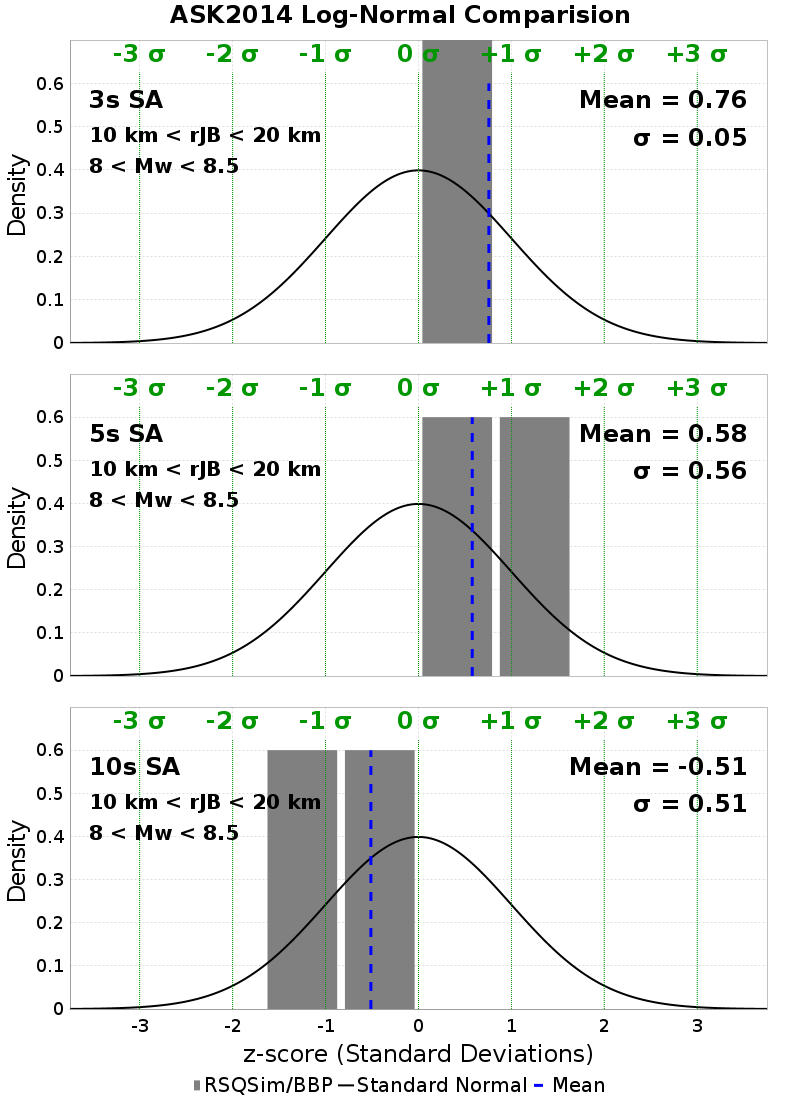 ASK2014 Log-Normal Comparision
-3 σ -2 σ -1 σ 0 σ +1 σ +2 σ +3 σ
0.6
3s SA Mean = 0.76
0.5
10 km < rJB < 20 km σ = 0.05
8 < Mw < 8.5
0.4
0.3
0.2
0.1
0
Density
-3 σ -2 σ -1 σ 0 σ +1 σ +2 σ +3 σ
0.6
5s SA Mean = 0.58
0.5
10 km < rJB < 20 km σ = 0.56
8 < Mw < 8.5
0.4
0.3
0.2
0.1
0
Density
-3 σ -2 σ -1 σ 0 σ +1 σ +2 σ +3 σ
0.6
10s SA Mean = -0.51
0.5
10 km < rJB < 20 km σ = 0.51
8 < Mw < 8.5
0.4
0.3
0.2
0.1
0
Density
-3 -2 -1 0 1 2 3
z-score (Standard Deviations)
RSQSim/BBP Standard Normal Mean